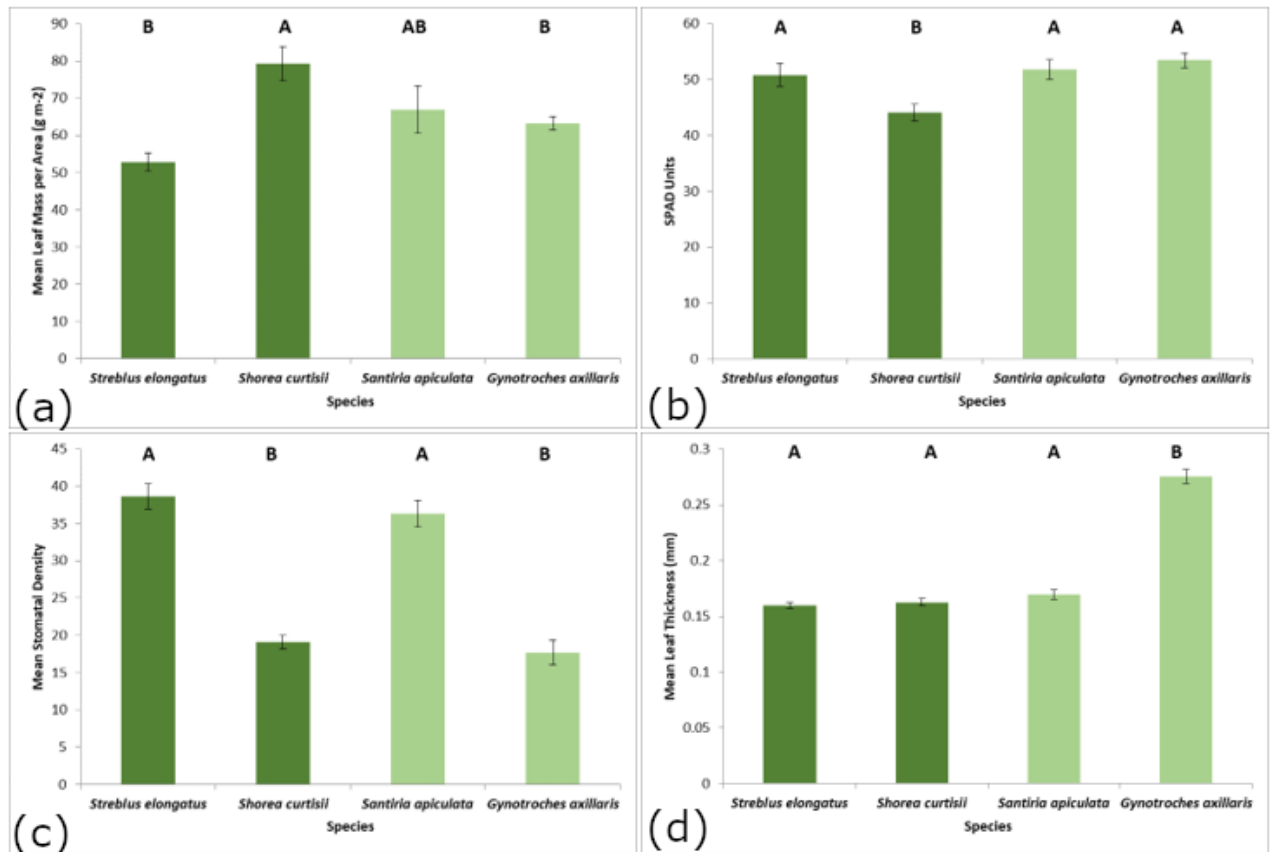 90
80
70
60
50
40
30
20
10
0
B A AB B
Mean Leaf Mass per Area (g m-2)
Streblus elongatus Shorea curtisii Santiria apiculata Gynotroches axillaris
Species
(a)
60
50
40
30
20
10
0
A B A A
SPAD Units
Streblus elongatus Shorea curtisii Santiria apiculata Gynotroches axillaris
Species
(b)
45
40
35
30
25
20
15
10
5
0
A B A B
Mean Stomatal Density
Streblus elongatus Shorea curtisii Santiria apiculata Gynotroches axillaris
Species
(c)
0.3
0.25
0.2
0.15
0.1
0.05
0
A A A B
Mean Leaf Thickness (mm)
Streblus elongatus Shorea curtisii Santiria apiculata Gynotroches axillaris
Species
(d)